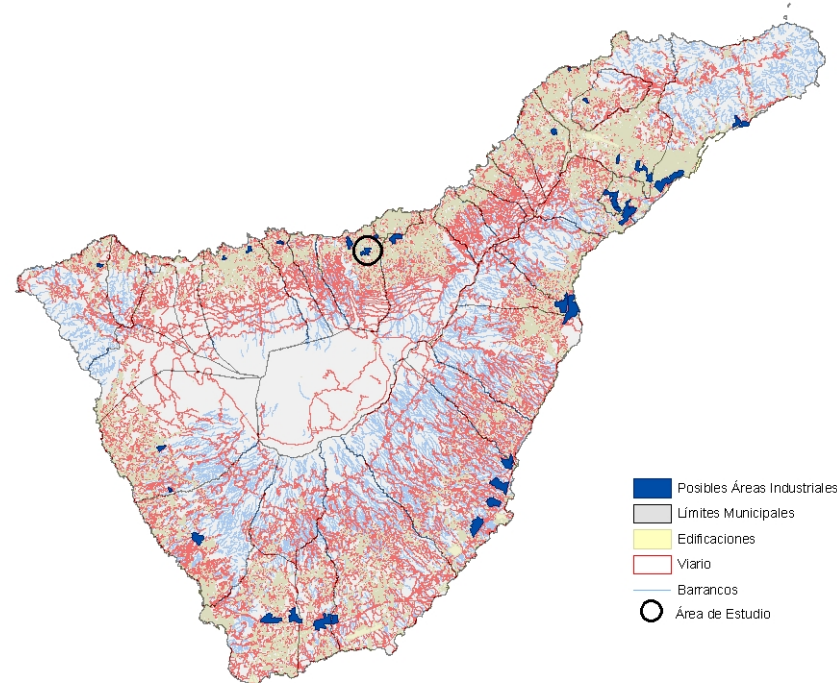 Posibles Áreas Industriales
Límites Municipales
Edificaciones
Viario
Barrancos
Área de Estudio